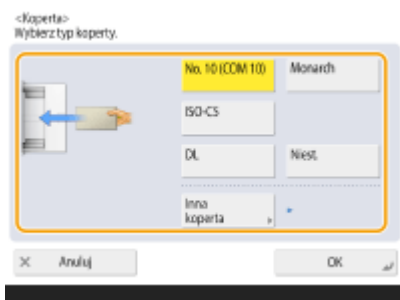 <Koperta>
Wybierz typ koperty.
No. 10 (COM 10)
Monarch
ISO-C5
DL
Niest.
Inna
koperta
Anuluj
OK